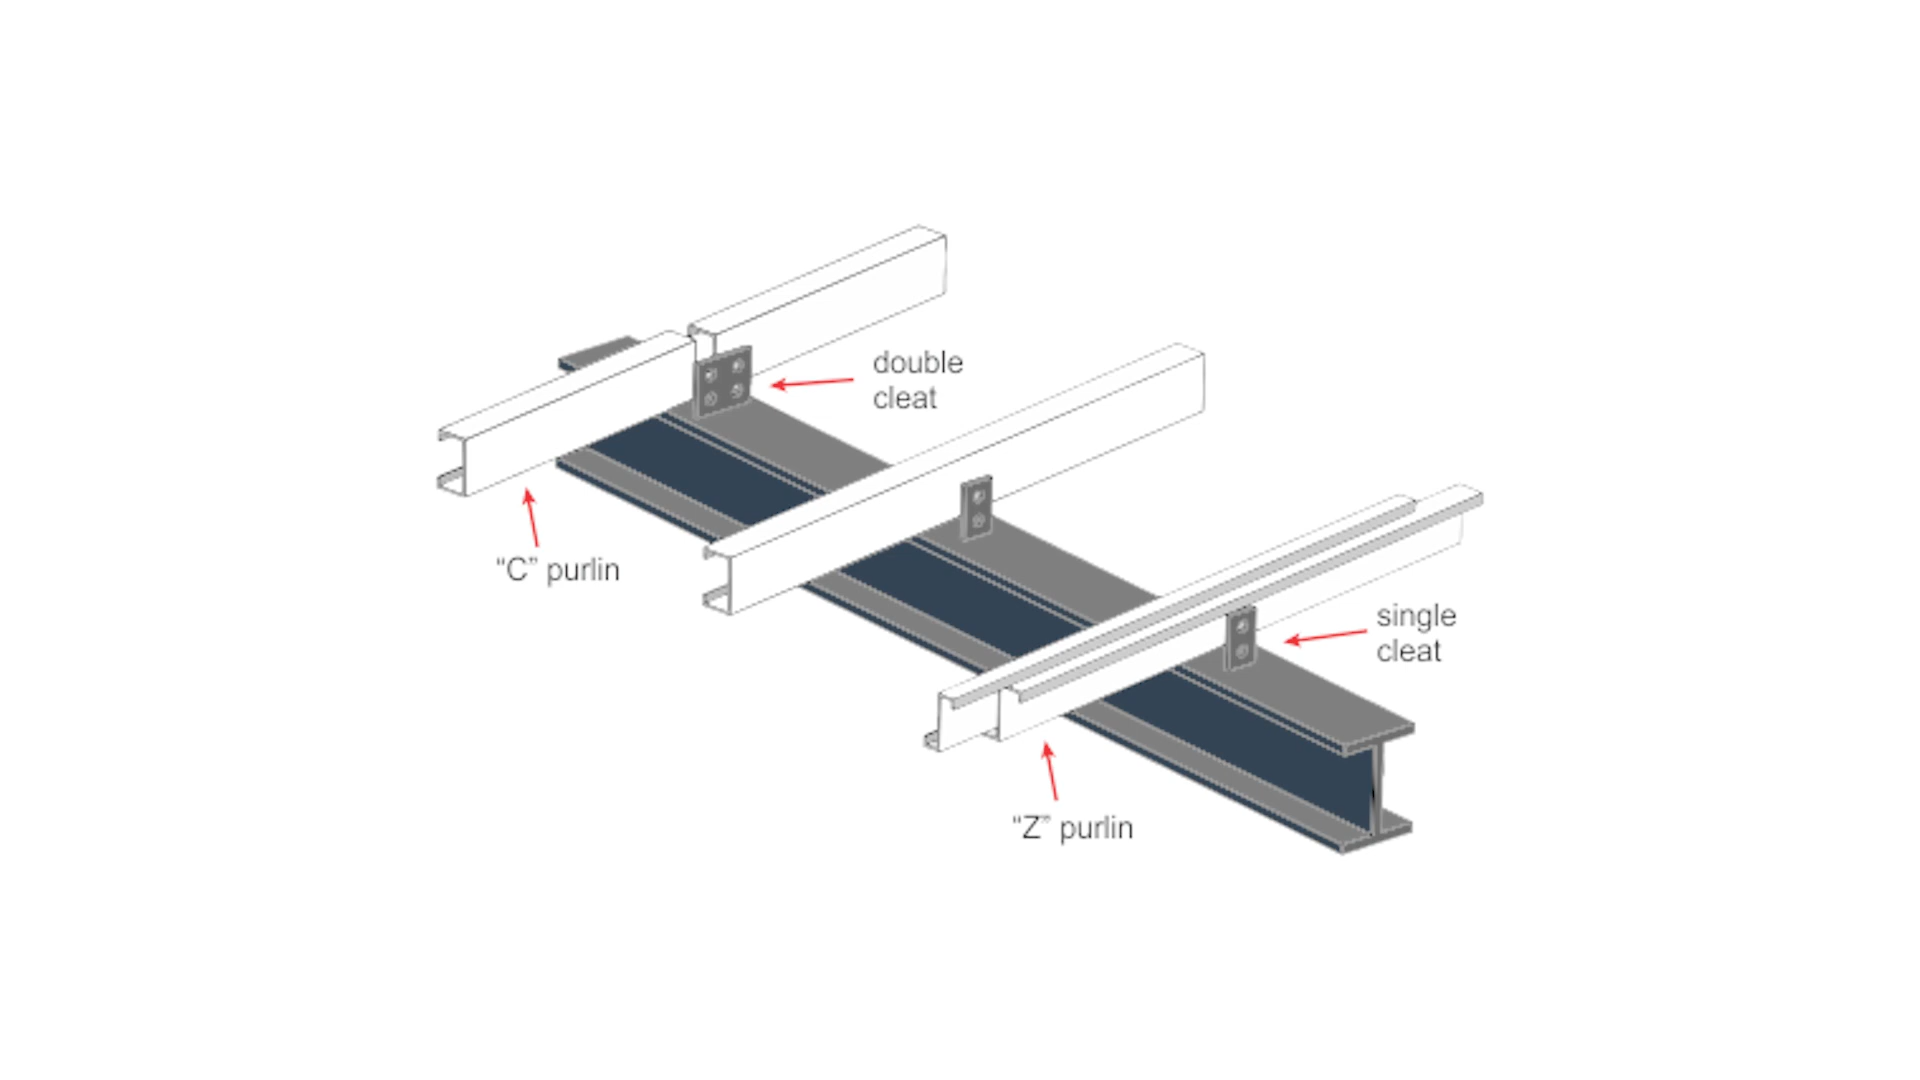 double
cleat
“C” purlin
single
cleat
“Z” purlin